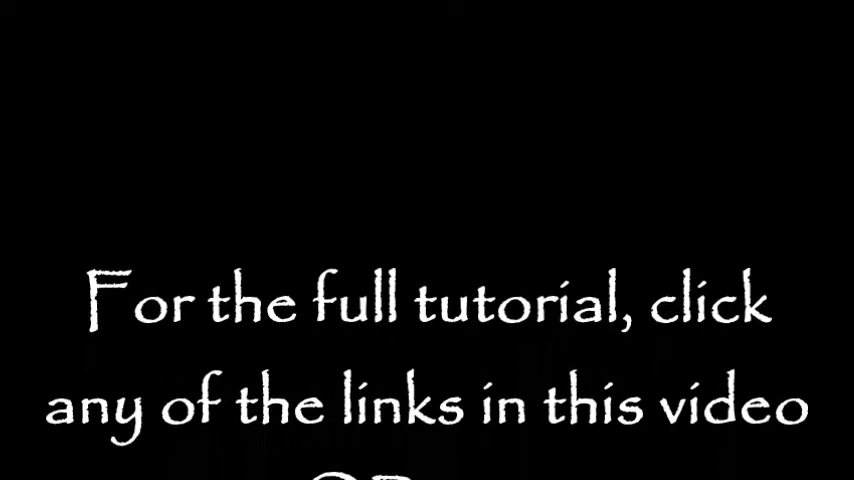 For the full tutorial, click
any of the links in this video